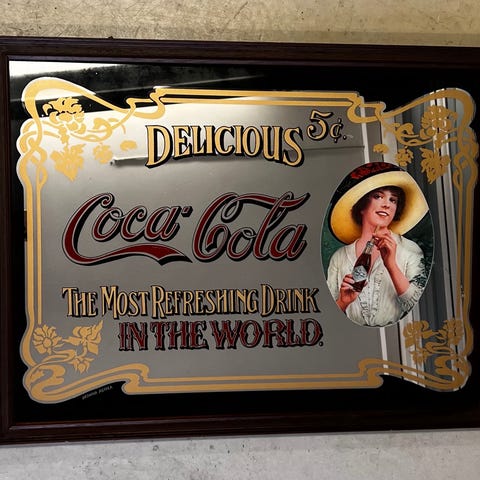 DELICIOUS 5¢.
Coca-Cola
THE MOST REFRESHING DRINK
IN THE WORLD.